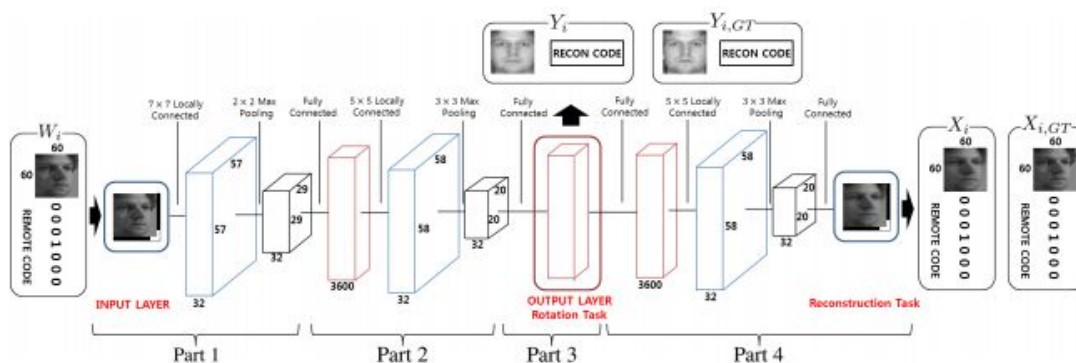 Y_i
RECON CODE
Y_{i,GT}
RECON CODE
7 × 7 Locally
Connected
2 × 2 Max
Pooling
Fully
Connected
5 × 5 Locally
Connected
3 × 3 Max
Pooling
Fully
Connected
Fully
Connected
5 × 5 Locally
Connected
3 × 3 Max
Pooling
Fully
Connected
W_i
60
60
REMOTE CODE
0 0 0 1 0 0 0
INPUT LAYER
57
57
32
29
29
32
3600
58
58
32
20
20
32
OUTPUT LAYER
Rotation Task
3600
58
58
32
20
20
32
Reconstruction Task
X_i
60
60
REMOTE CODE
0 0 0 1 0 0 0
X_{i,GT}
60
60
REMOTE CODE
0 0 0 1 0 0 0
Part 1
Part 2
Part 3
Part 4